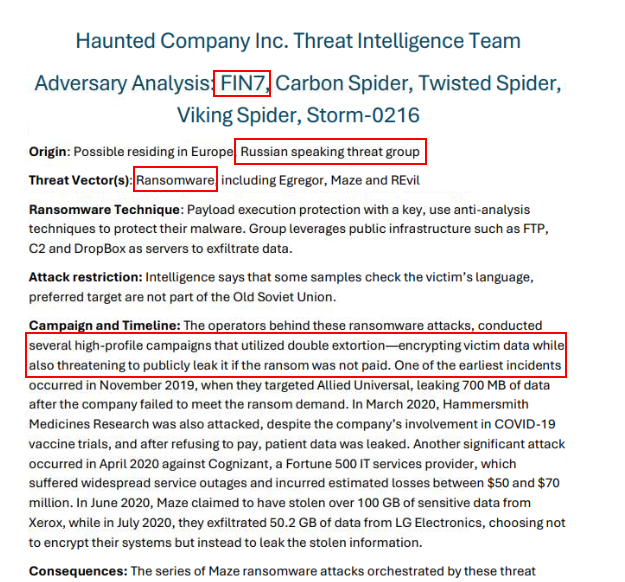 Haunted Company Inc. Threat Intelligence Team
Adversary Analysis: FIN7, Carbon Spider, Twisted Spider,
Viking Spider, Storm-0216
Origin: Possible residing in Europe, Russian speaking threat group
Threat Vector(s): Ransomware, including Egregor, Maze and REvil
Ransomware Technique: Payload execution protection with a key, use anti-analysis
techniques to protect their malware. Group leverages public infrastructure such as FTP,
C2 and DropBox as servers to exfiltrate data.
Attack restriction: Intelligence says that some samples check the victim's language,
preferred target are not part of the Old Soviet Union.
Campaign and Timeline: The operators behind these ransomware attacks, conducted
several high-profile campaigns that utilized double extortion—encrypting victim data while
also threatening to publicly leak it if the ransom was not paid. One of the earliest incidents
occurred in November 2019, when they targeted Allied Universal, leaking 700 MB of data
after the company failed to meet the ransom demand. In March 2020, Hammersmith
Medicines Research was also attacked, despite the company's involvement in COVID-19
vaccine trials, and after refusing to pay, patient data was leaked. Another significant attack
occurred in April 2020 against Cognizant, a Fortune 500 IT services provider, which
suffered widespread service outages and incurred estimated losses between $50 and $70
million. In June 2020, Maze claimed to have stolen over 100 GB of sensitive data from
Xerox, while in July 2020, they exfiltrated 50.2 GB of data from LG Electronics, choosing not
to encrypt their systems but instead to leak the stolen information.
Consequences: The series of Maze ransomware attacks orchestrated by these threat